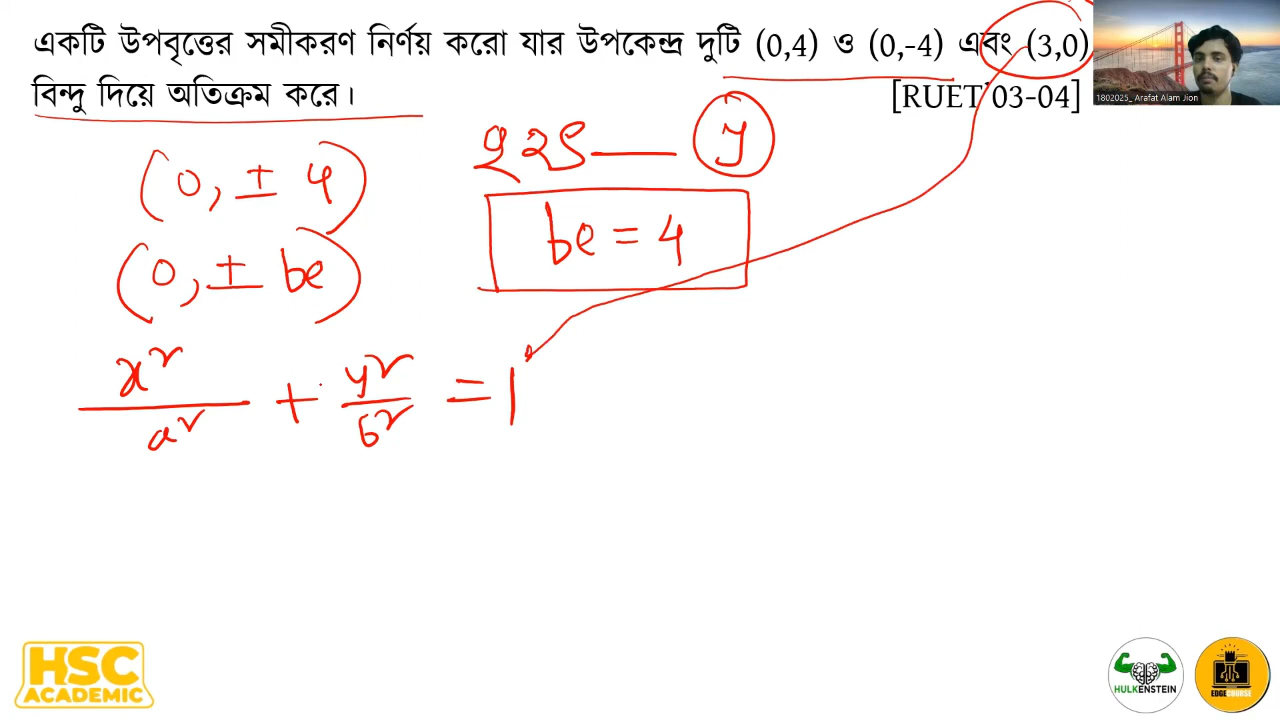 একটি উপবৃত্তের সমীকরণ নির্ণয় করো যার উপকেন্দ্র দুটি (0,4) ও (0,-4) এবং (3,0)
বিন্দু দিয়ে অতিক্রম করে।
[RUET'03-04]
1802025_ Arafat Alam Jion
(0, ± 4)
y
(0, ± be)
be = 4
x²/a² + y²/b² = 1
HSC
ACADEMIC
HULKENSTEIN
EDGECOURSE